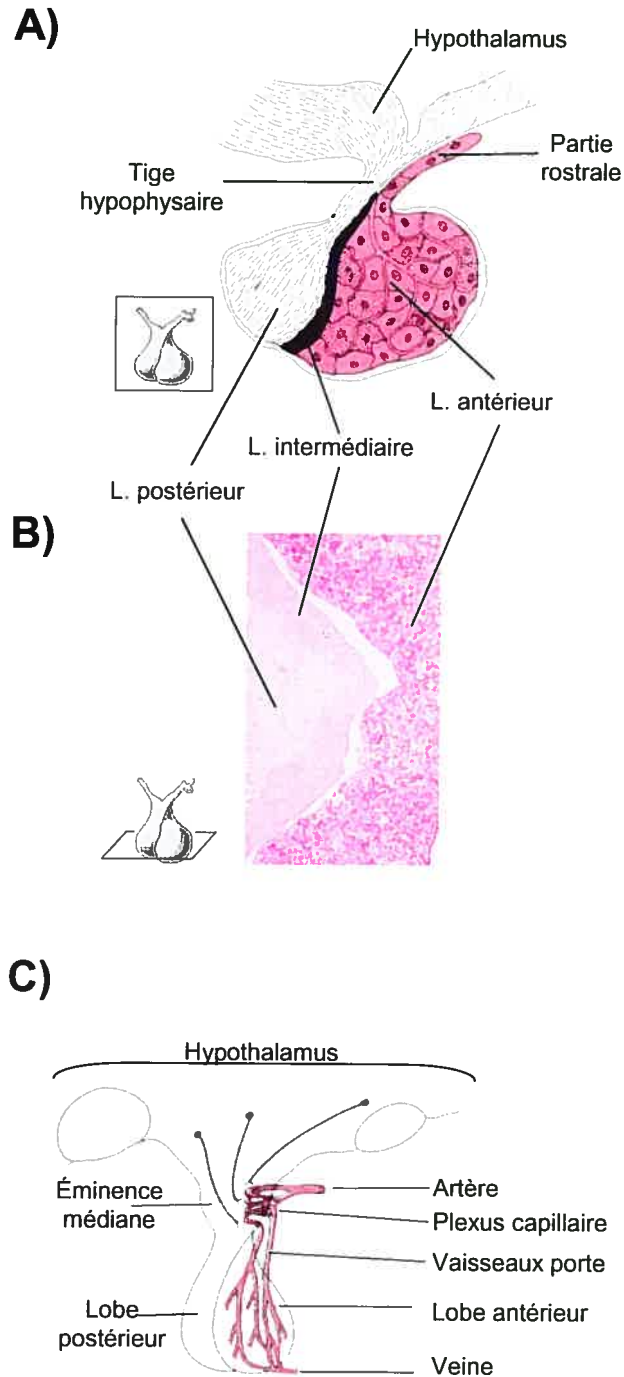 A)
Hypothalamus
Partie
rostrale
Tige
hypophysaire
L. antérieur
L. intermédiaire
L. postérieur
B)
C)
Hypothalamus
Éminence
médiane
Artère
Plexus capillaire
Vaisseaux porte
Lobe
postérieur
Lobe antérieur
Veine